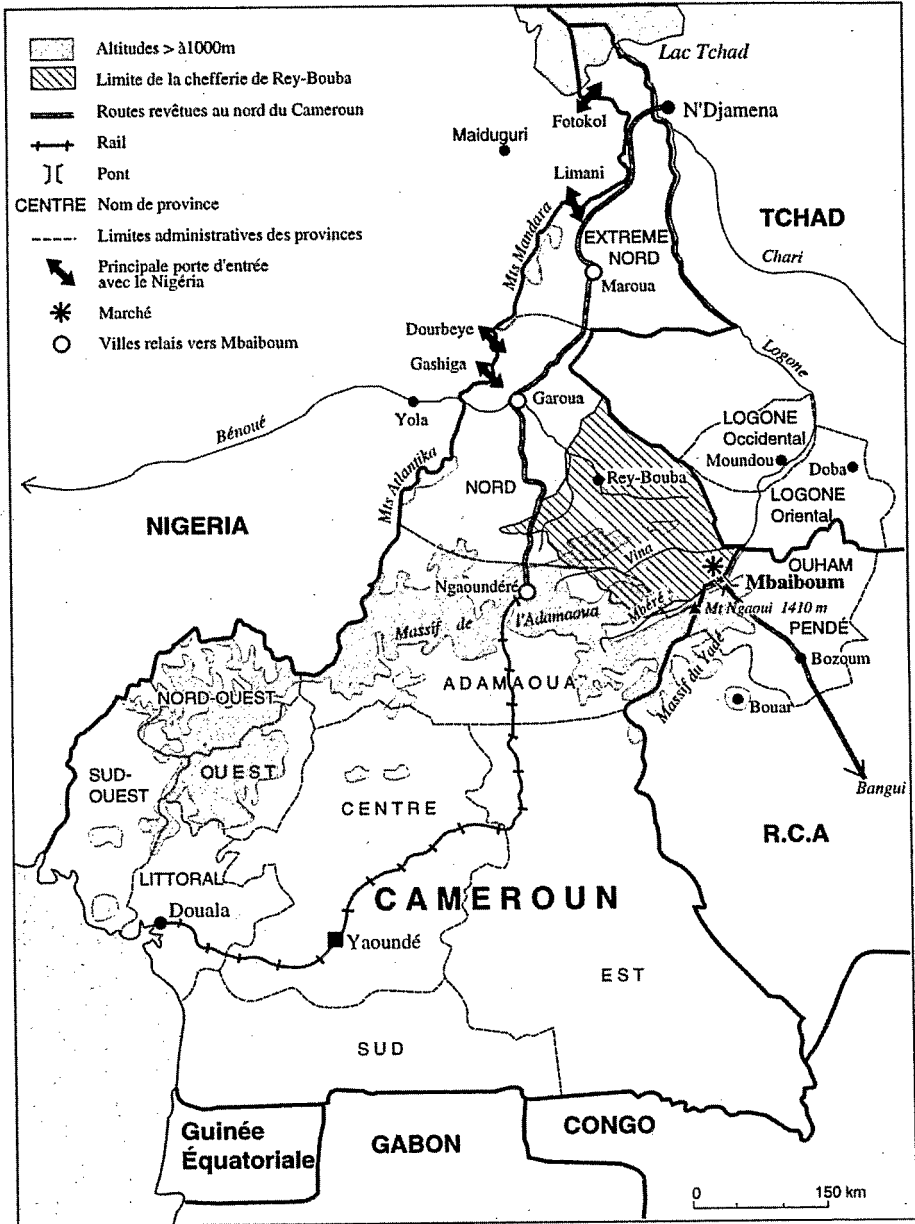 Altitudes > à1000m
Limite de la chefferie de Rey-Bouba
Routes revêtues au nord du Cameroun
Rail
Pont
CENTRE Nom de province
Limites administratives des provinces
Principale porte d'entrée
avec le Nigéria
Marché
Villes relais vers Mbaiboum
Lac Tchad
N'Djamena
Fotokol
Maiduguri
Limani
TCHAD
EXTREME
NORD
Chari
Mts Mandara
Maroua
Dourbeye
Gashiga
Logone
Garoua
Yola
Bénoué
LOGONE
Occidental
Moundou
Doba
LOGONE
Oriental
Rey-Bouba
Mts Atlantika
NORD
NIGERIA
Vina
OUHAM
Mbaiboum
Ngaoundéré
Mbéré
Mt Ngaoui 1410 m
Massif de l'Adamaoua
PENDÉ
Bozoum
Massif du Yadé
ADAMAOUA
Bouar
NORD-OUEST
SUD-
OUEST
OUEST
CENTRE
Bangui
R.C.A
LITTORAL
CAMEROUN
Douala
Yaoundé
EST
SUD
Guinée
Équatoriale
GABON
CONGO
0 150 km